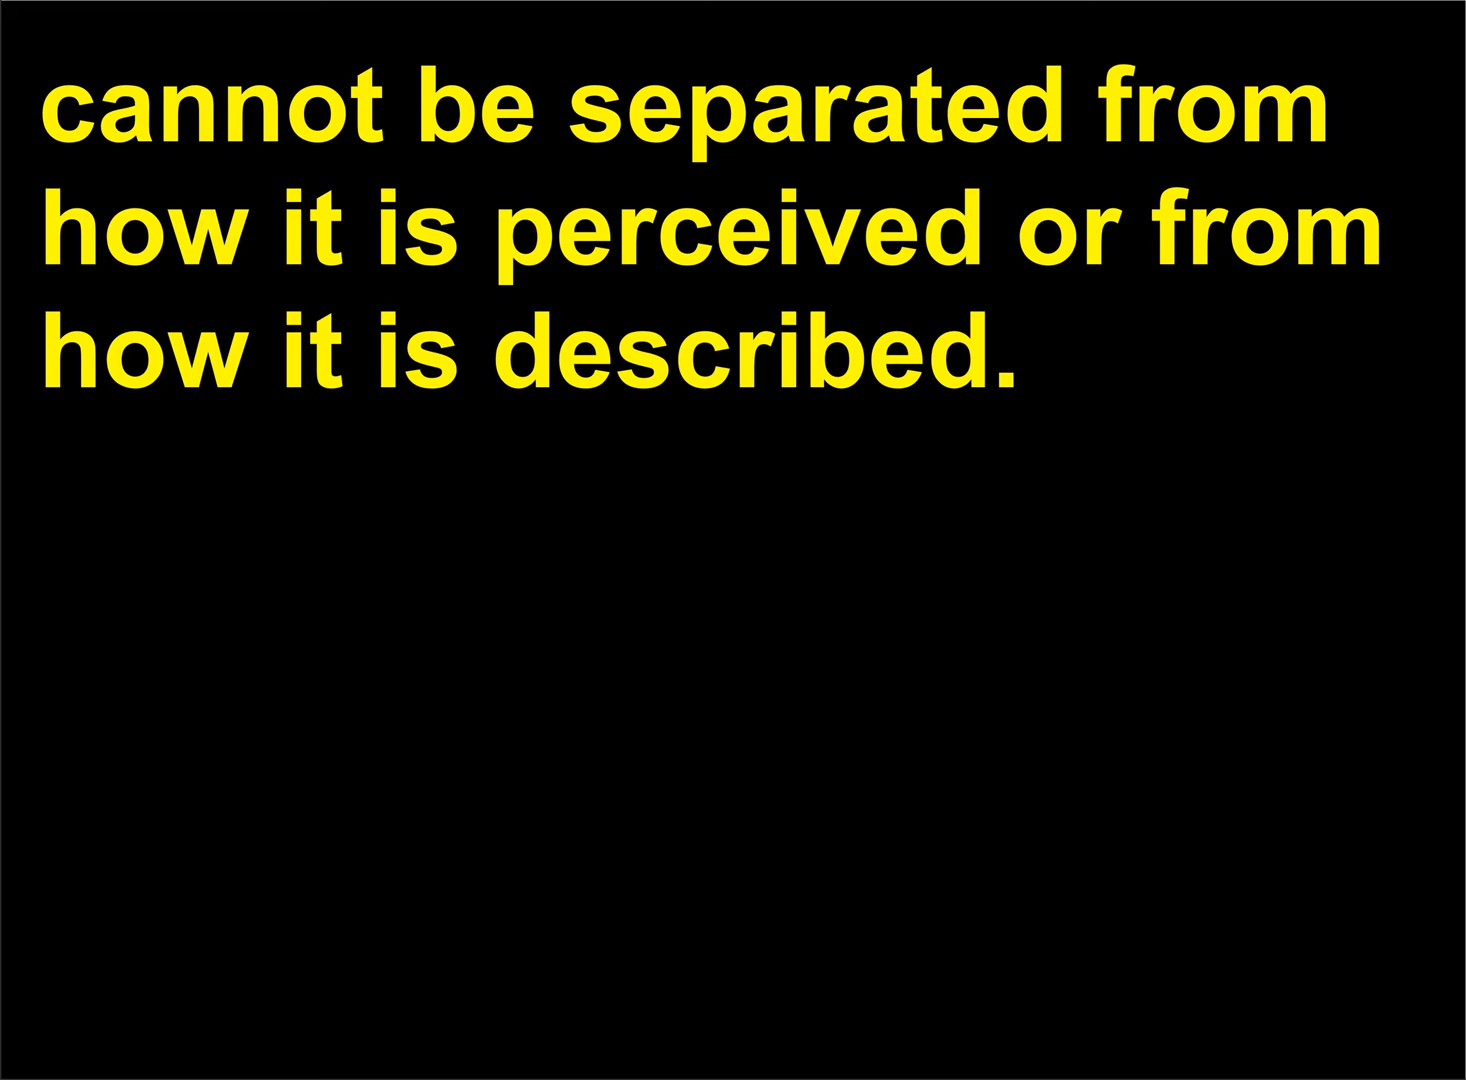 cannot be separated from
how it is perceived or from
how it is described.